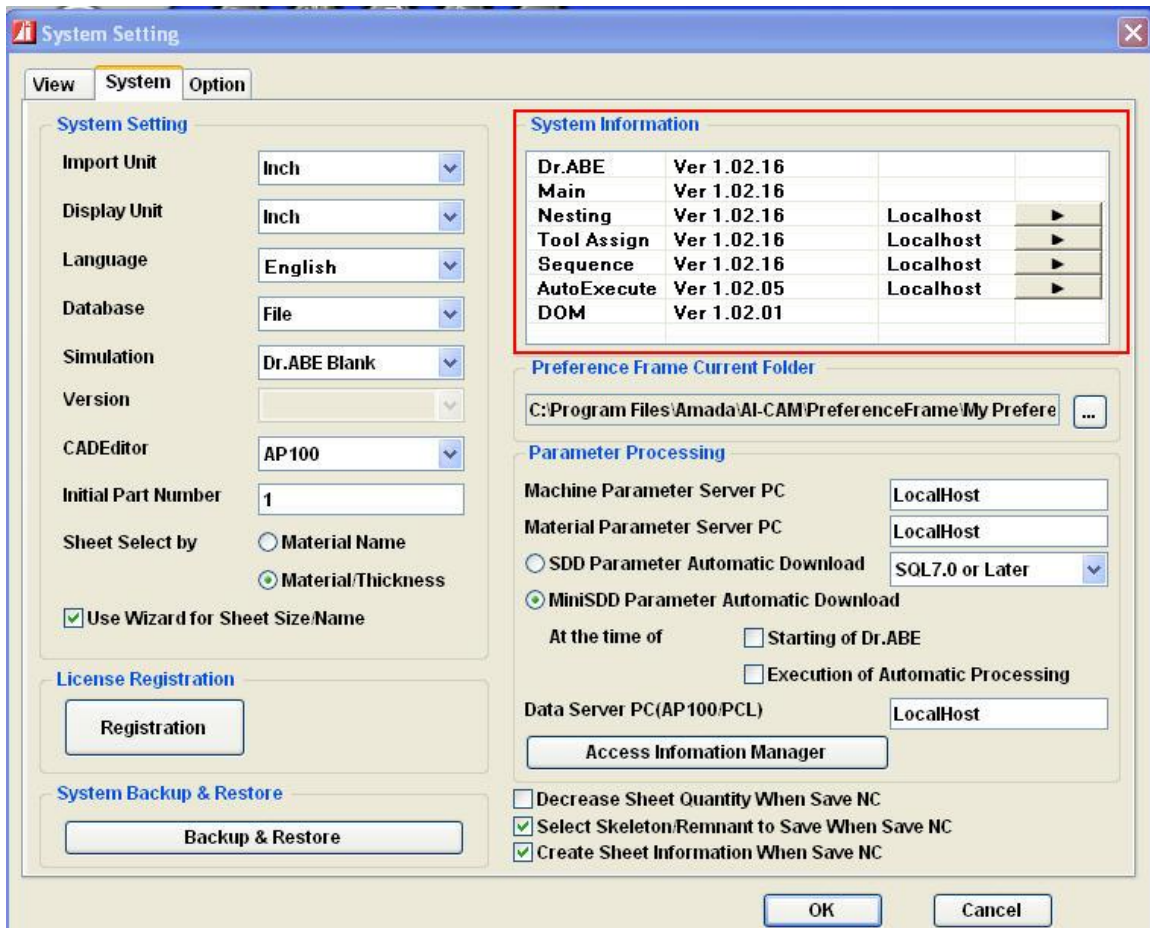 System Setting
View System Option
System Setting
Import Unit Inch
Display Unit Inch
Language English
Database File
Simulation Dr.ABE Blank
Version
CADEditor AP100
Initial Part Number 1
Sheet Select by Material Name
Material/Thickness
Use Wizard for Sheet Size/Name
License Registration
Registration
System Backup & Restore
Backup & Restore
System Information
Dr.ABE Ver 1.02.16
Main Ver 1.02.16
Nesting Ver 1.02.16 Localhost
Tool Assign Ver 1.02.16 Localhost
Sequence Ver 1.02.16 Localhost
AutoExecute Ver 1.02.05 Localhost
DOM Ver 1.02.01
Preference Frame Current Folder
C:\Program Files\Amada\AI-CAM\PreferenceFrame\My Prefere ...
Parameter Processing
Machine Parameter Server PC LocalHost
Material Parameter Server PC LocalHost
SDD Parameter Automatic Download SQL7.0 or Later
MiniSDD Parameter Automatic Download
At the time of Starting of Dr.ABE
Execution of Automatic Processing
Data Server PC(AP100/PCL) LocalHost
Access Infomation Manager
Decrease Sheet Quantity When Save NC
Select Skeleton/Remnant to Save When Save NC
Create Sheet Information When Save NC
OK Cancel